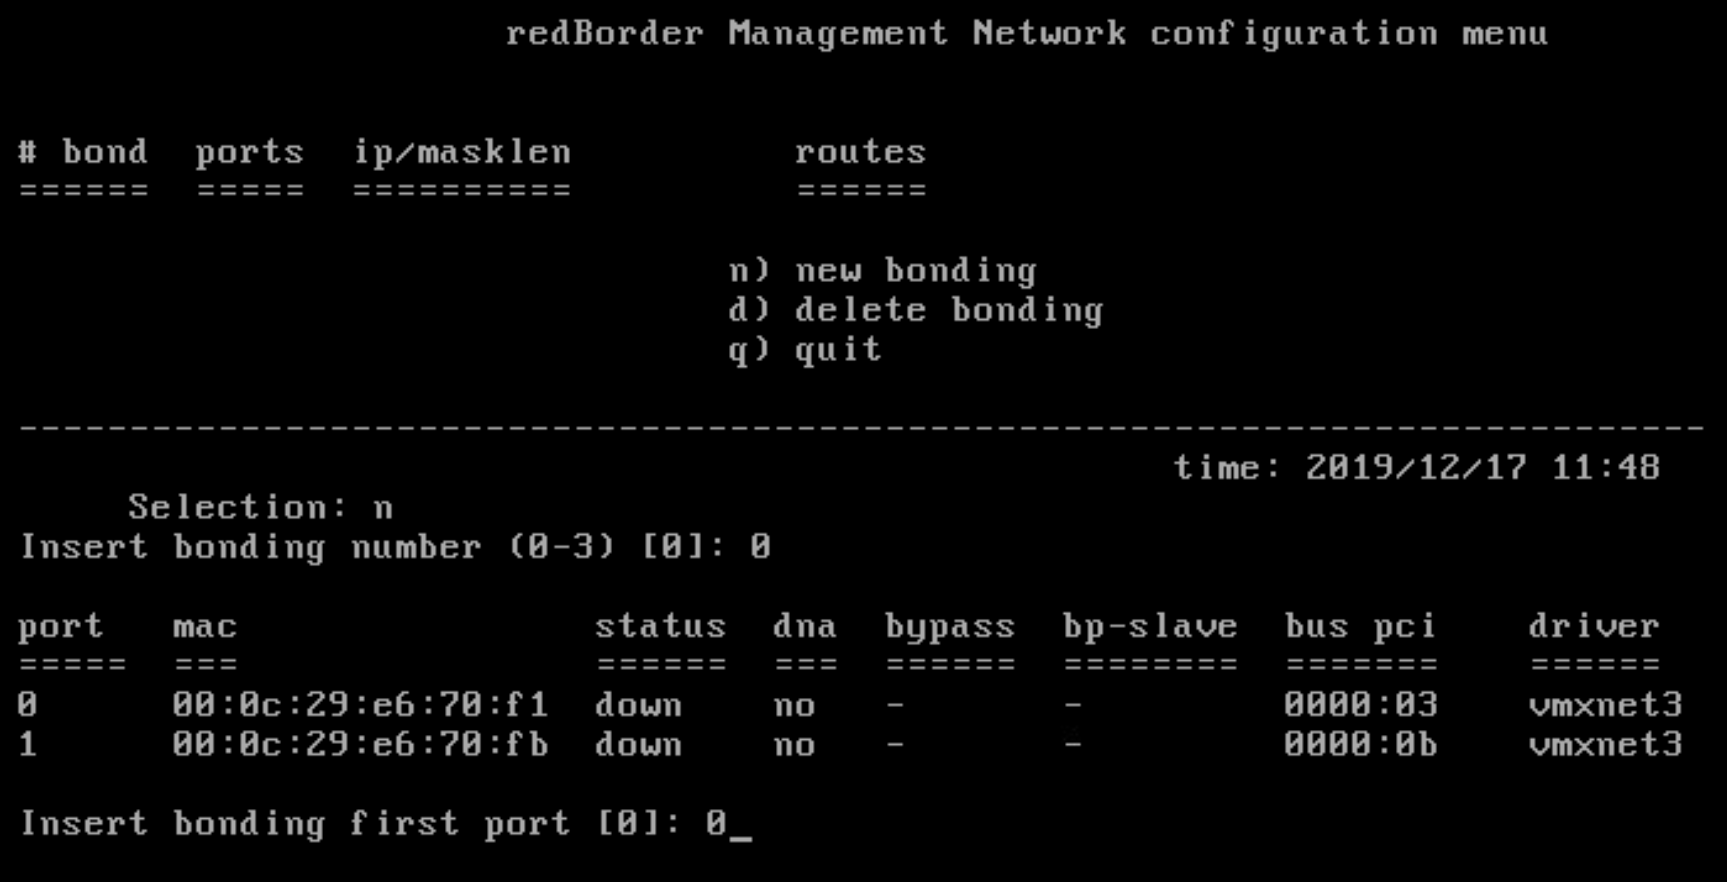 redBorder Management Network configuration menu
# bond  ports  ip/masklen  routes
======  =====  ==========  ======
n) new bonding
d) delete bonding
q) quit
----------------------------------------------------------------------------
time: 2019/12/17 11:48
Selection: n
Insert bonding number (0-3) [0]: 0
port  mac  status  dna  bypass  bp-slave  bus pci  driver
=====  ===  ======  ===  ======  ========  =======  ======
0  00:0c:29:e6:70:f1  down  no  -  -  0000:03  vmxnet3
1  00:0c:29:e6:70:fb  down  no  -  -  0000:0b  vmxnet3
Insert bonding first port [0]: 0_